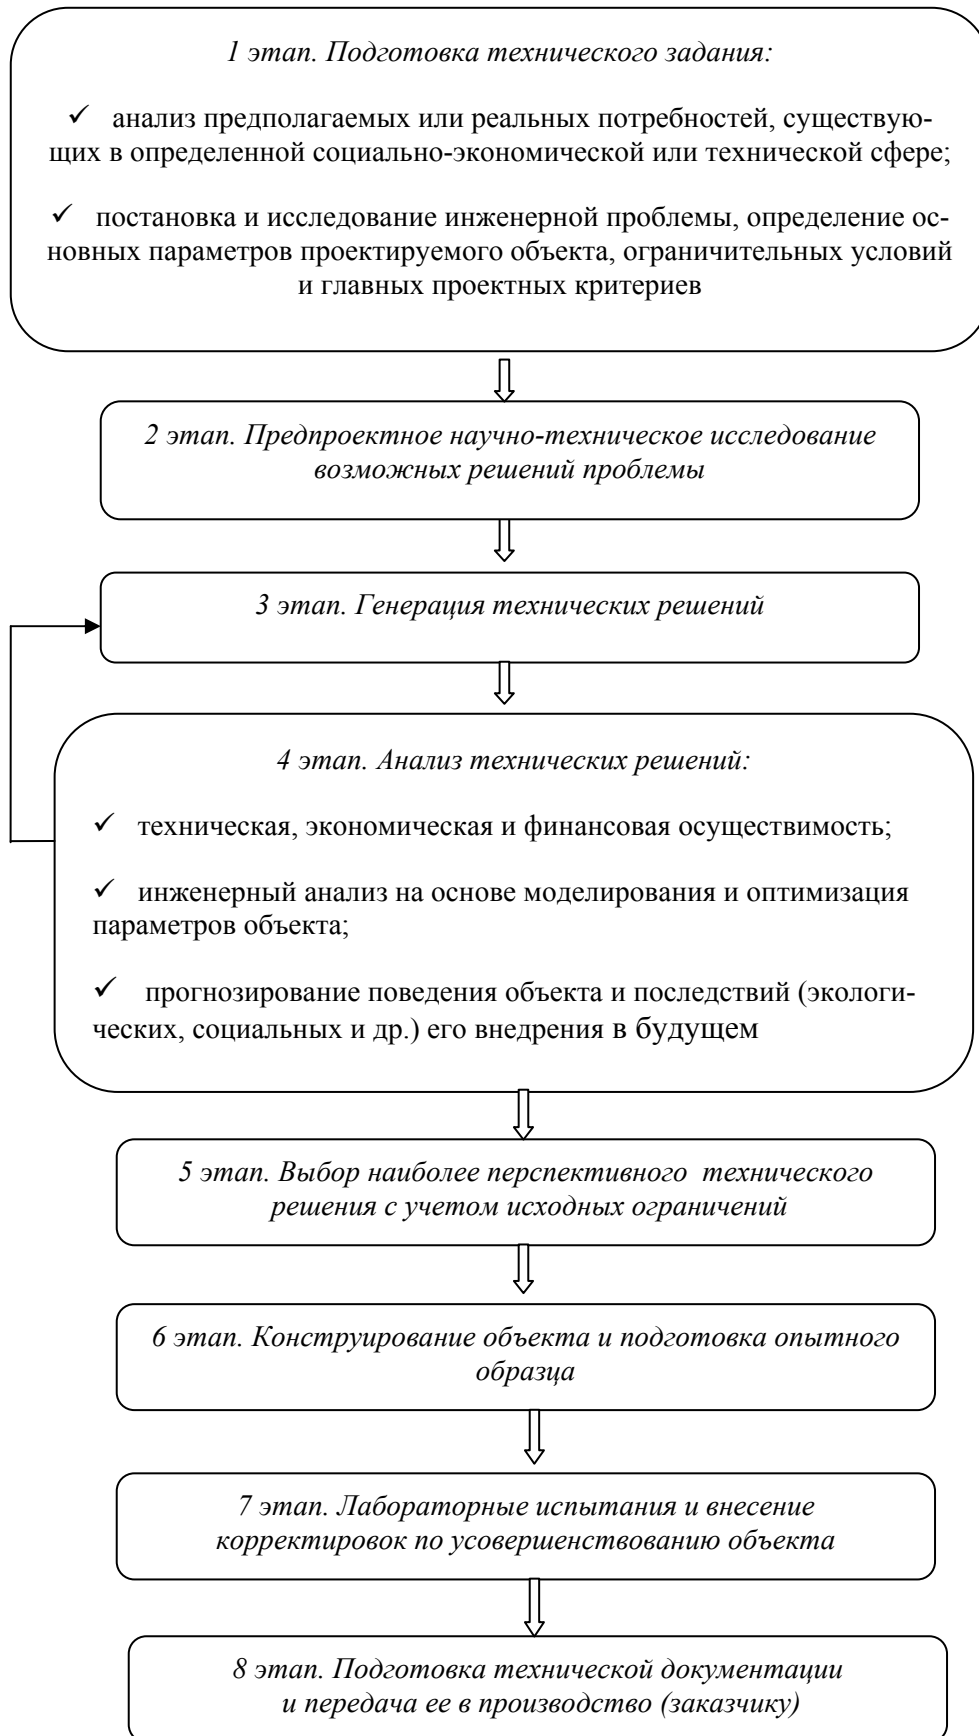 1 этап. Подготовка технического задания:
✓ анализ предполагаемых или реальных потребностей, существую-
щих в определенной социально-экономической или технической сфере;
✓ постановка и исследование инженерной проблемы, определение ос-
новных параметров проектируемого объекта, ограничительных условий
и главных проектных критериев
2 этап. Предпроектное научно-техническое исследование
возможных решений проблемы
3 этап. Генерация технических решений
4 этап. Анализ технических решений:
✓ техническая, экономическая и финансовая осуществимость;
✓ инженерный анализ на основе моделирования и оптимизация
параметров объекта;
✓ прогнозирование поведения объекта и последствий (экологи-
ческих, социальных и др.) его внедрения в будущем
5 этап. Выбор наиболее перспективного технического
решения с учетом исходных ограничений
6 этап. Конструирование объекта и подготовка опытного
образца
7 этап. Лабораторные испытания и внесение
корректировок по усовершенствованию объекта
8 этап. Подготовка технической документации
и передача ее в производство (заказчику)